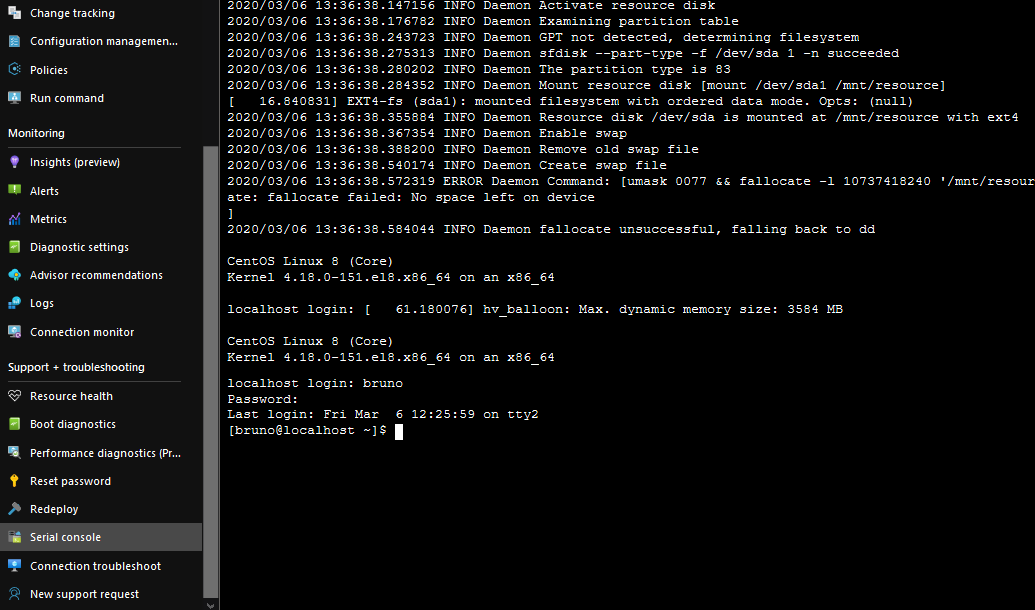 Change tracking
Configuration managemen...
Policies
Run command
Monitoring
Insights (preview)
Alerts
Metrics
Diagnostic settings
Advisor recommendations
Logs
Connection monitor
Support + troubleshooting
Resource health
Boot diagnostics
Performance diagnostics (Pr...
Reset password
Redeploy
Serial console
Connection troubleshoot
New support request
2020/03/06 13:36:38.147156 INFO Daemon Activate resource disk
2020/03/06 13:36:38.176782 INFO Daemon Examining partition table
2020/03/06 13:36:38.243723 INFO Daemon GPT not detected, determining filesystem
2020/03/06 13:36:38.275313 INFO Daemon sfdisk --part-type -f /dev/sda 1 -n succeeded
2020/03/06 13:36:38.280202 INFO Daemon The partition type is 83
2020/03/06 13:36:38.284352 INFO Daemon Mount resource disk [mount /dev/sda1 /mnt/resource]
[   16.840831] EXT4-fs (sda1): mounted filesystem with ordered data mode. Opts: (null)
2020/03/06 13:36:38.355884 INFO Daemon Resource disk /dev/sda is mounted at /mnt/resource with ext4
2020/03/06 13:36:38.367354 INFO Daemon Enable swap
2020/03/06 13:36:38.388200 INFO Daemon Remove old swap file
2020/03/06 13:36:38.540174 INFO Daemon Create swap file
2020/03/06 13:36:38.572319 ERROR Daemon Command: [umask 0077 && fallocate -l 10737418240 '/mnt/resour
ate: fallocate failed: No space left on device
]
2020/03/06 13:36:38.584044 INFO Daemon fallocate unsuccessful, falling back to dd
CentOS Linux 8 (Core)
Kernel 4.18.0-151.el8.x86_64 on an x86_64
localhost login: [   61.180076] hv_balloon: Max. dynamic memory size: 3584 MB
CentOS Linux 8 (Core)
Kernel 4.18.0-151.el8.x86_64 on an x86_64
localhost login: bruno
Password:
Last login: Fri Mar  6 12:25:59 on tty2
[bruno@localhost ~]$